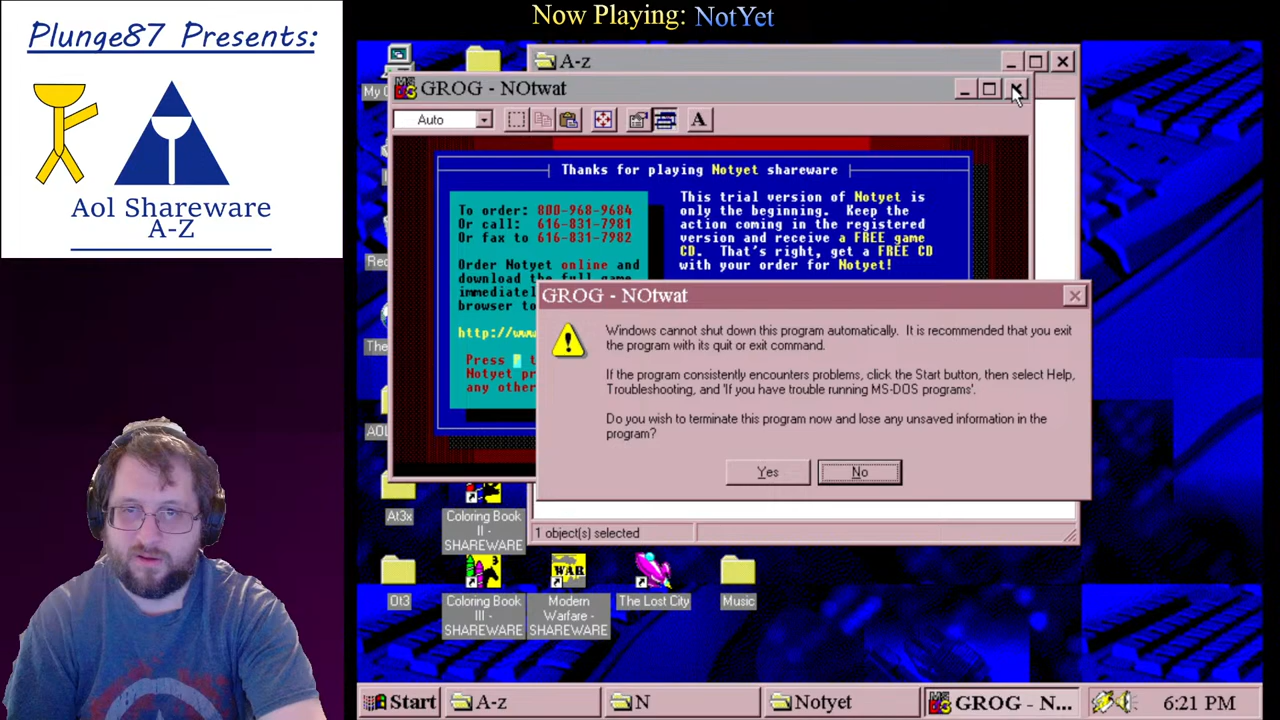 Now Playing: NotYet
Plunge87 Presents:
Aol Shareware
A-Z
A-z
GROG - NOtwat
Auto
A
Thanks for playing Notyet shareware
To order: 800-968-9684
Or call: 616-831-7981
Or fax to 616-831-7982
Order Notyet online and
download the full game
immediatel
browser to
http://www
Press
Notyet pr
any other
This trial version of Notyet is
only the beginning. Keep the
action coming in the registered
version and receive a FREE game
CD. That's right, get a FREE CD
with your order for Notyet!
GROG - NOtwat
Windows cannot shut down this program automatically. It is recommended that you exit
the program with its quit or exit command.
If the program consistently encounters problems, click the Start button, then select Help,
Troubleshooting, and 'If you have trouble running MS-DOS programs'.
Do you wish to terminate this program now and lose any unsaved information in the
program?
Yes
No
1 object(s) selected
My C
Rec
The
AOL
At3x
Coloring Book
II -
SHAREWARE
Ot3
Coloring Book
III -
SHAREWARE
WAR
Modern
Warfare -
SHAREWARE
The Lost City
Music
Start
A-z
N
Notyet
GROG - N...
6:21 PM